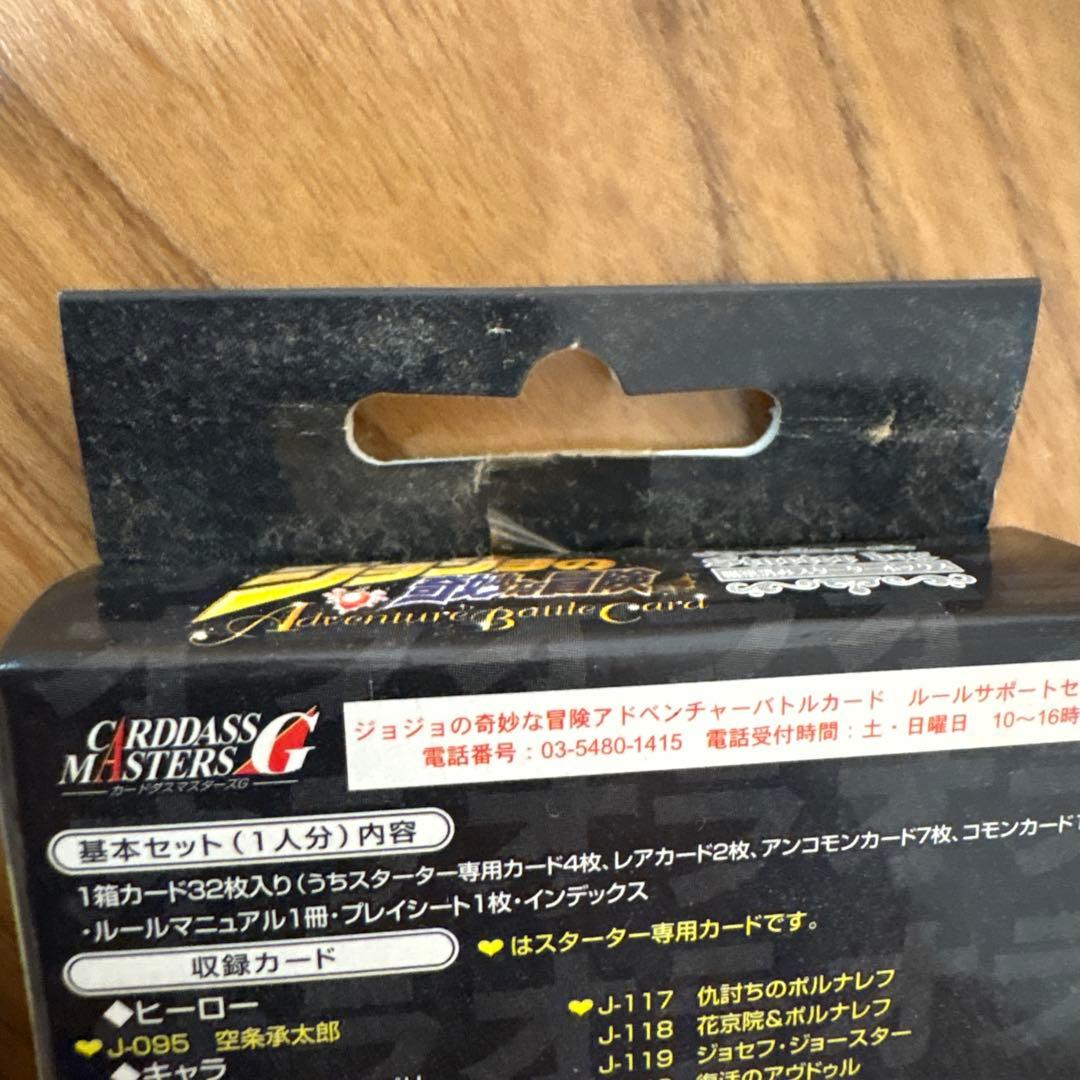 ジョジョの
奇妙な冒険
Adventure Battle Card
CARDDASS
MASTERS G
カードダスマスターズG
ジョジョの奇妙な冒険アドベンチャーバトルカード ルールサポートセ
電話番号：03-5480-1415 電話受付時間：土・日曜日 10～16時
基本セット（1人分）内容
1箱カード32枚入り（うちスターター専用カード4枚、レアカード2枚、アンコモンカード7枚、コモンカード1
・ルールマニュアル1冊・プレイシート1枚・インデックス
収録カード
❤はスターター専用カードです。
◆ヒーロー
❤J-095 空条承太郎
◆キャラ
❤J-117 仇討ちのポルナレフ
J-118 花京院&ポルナレフ
J-119 ジョセフ・ジョースター
復活のアヴドゥル